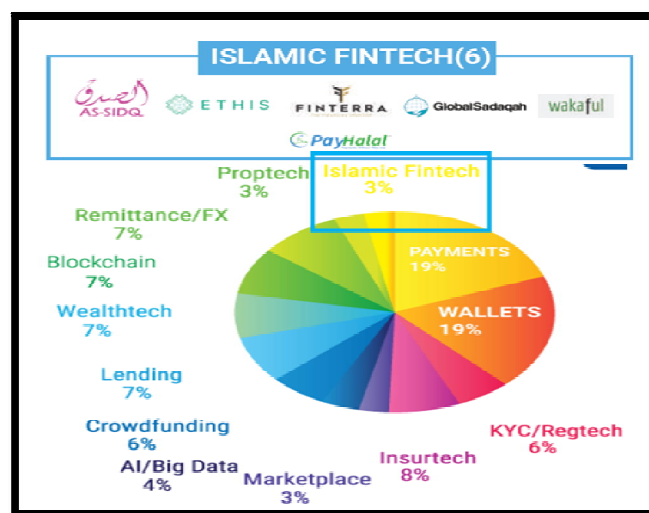 ISLAMIC FINTECH(6)
الصدق
AS-SIDQ
ETHIS
FINTERRA
GlobalSadaqah
wakaful
PayHalal
Proptech
3%
Islamic Fintech
3%
Remittance/FX
7%
PAYMENTS
19%
Blockchain
7%
Wealthtech
7%
WALLETS
19%
Lending
7%
Crowdfunding
6%
KYC/Regtech
6%
AI/Big Data
4%
Insurtech
8%
Marketplace
3%